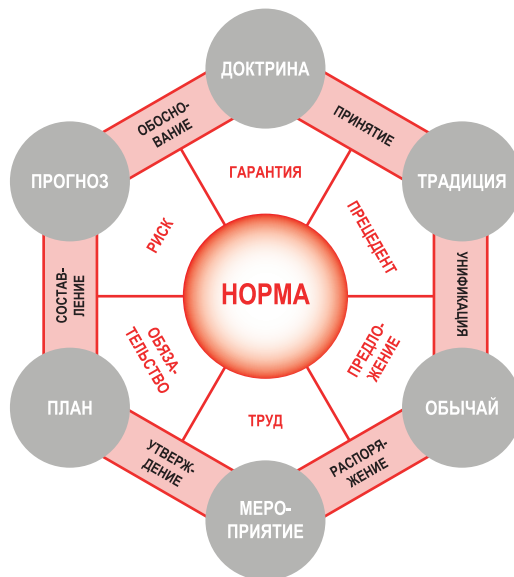 ДОКТРИНА
ОБОСНО-
ВАНИЕ
ПРИНЯТИЕ
ПРОГНОЗ
ГАРАНТИЯ
ТРАДИЦИЯ
РИСК
ПРЕЦЕДЕНТ
СОСТАВ-
ЛЕНИЕ
НОРМА
УНИФИКАЦИЯ
ОБЯЗА-
ТЕЛЬСТВО
ПРЕДЛО-
ЖЕНИЕ
ПЛАН
ТРУД
ОБЫЧАЙ
УТВЕРЖ-
ДЕНИЕ
РАСПОРЯ-
ЖЕНИЕ
МЕРО-
ПРИЯТИЕ